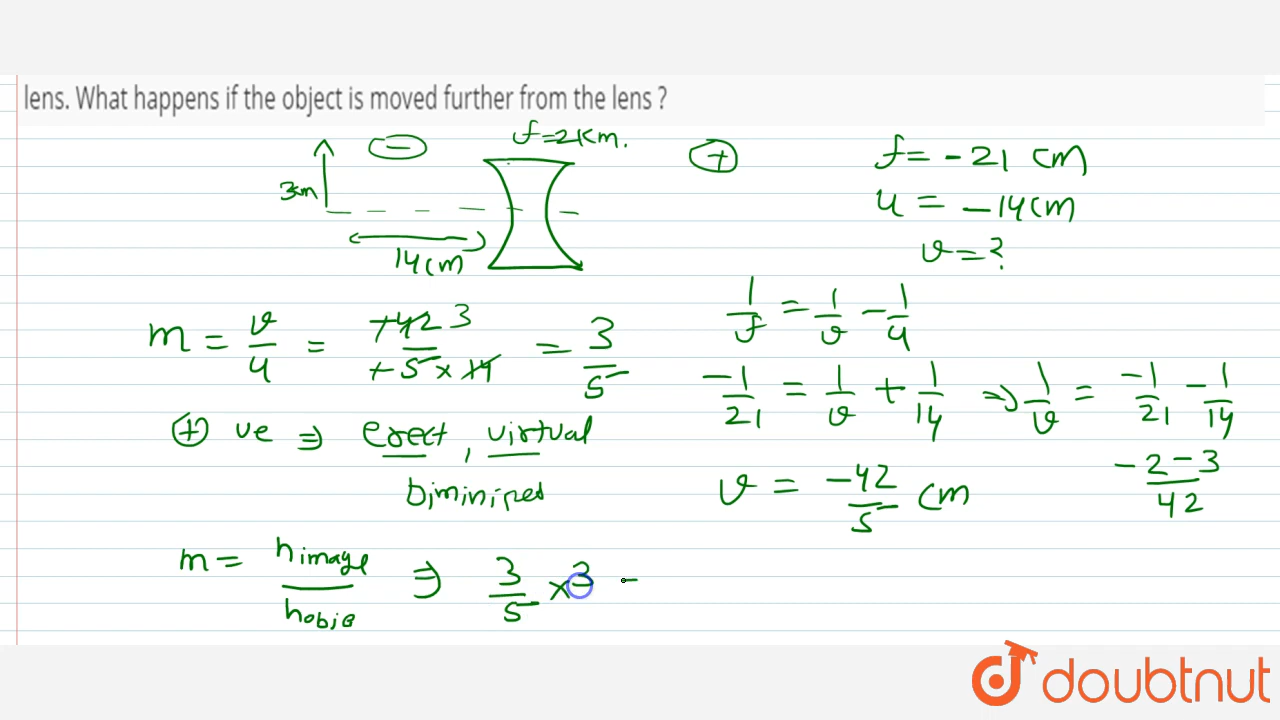 lens. What happens if the object is moved further from the lens ?
f=21cm.
3cm
−
+
14cm
f = -21 cm
u = -14cm
v = ?
1/f = 1/v - 1/u
m = v/u = +42 3/+5 × 14 = 3/5
-1/21 = 1/v + 1/14 ⇒ 1/v = -1/21 - 1/14
+ ve ⇒ erect, virtual
-2-3/42
Diminished
v = -42/5 cm
m = himage/hobje ⇒ 3/5 × 3 =
doubtnut